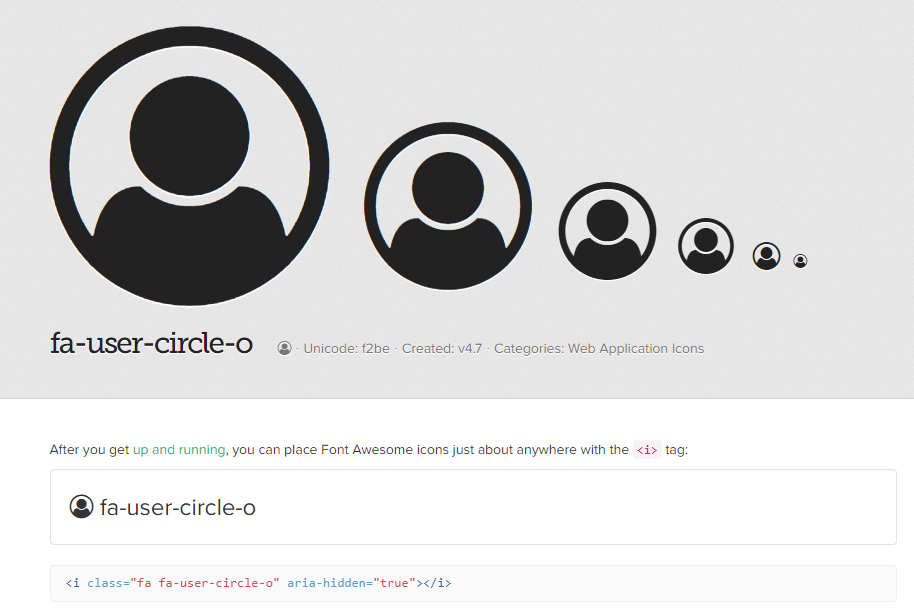 fa-user-circle-o · Unicode: f2be · Created: v4.7 · Categories: Web Application Icons
After you get up and running, you can place Font Awesome icons just about anywhere with the <i> tag:
fa-user-circle-o
<i class="fa fa-user-circle-o" aria-hidden="true"></i>